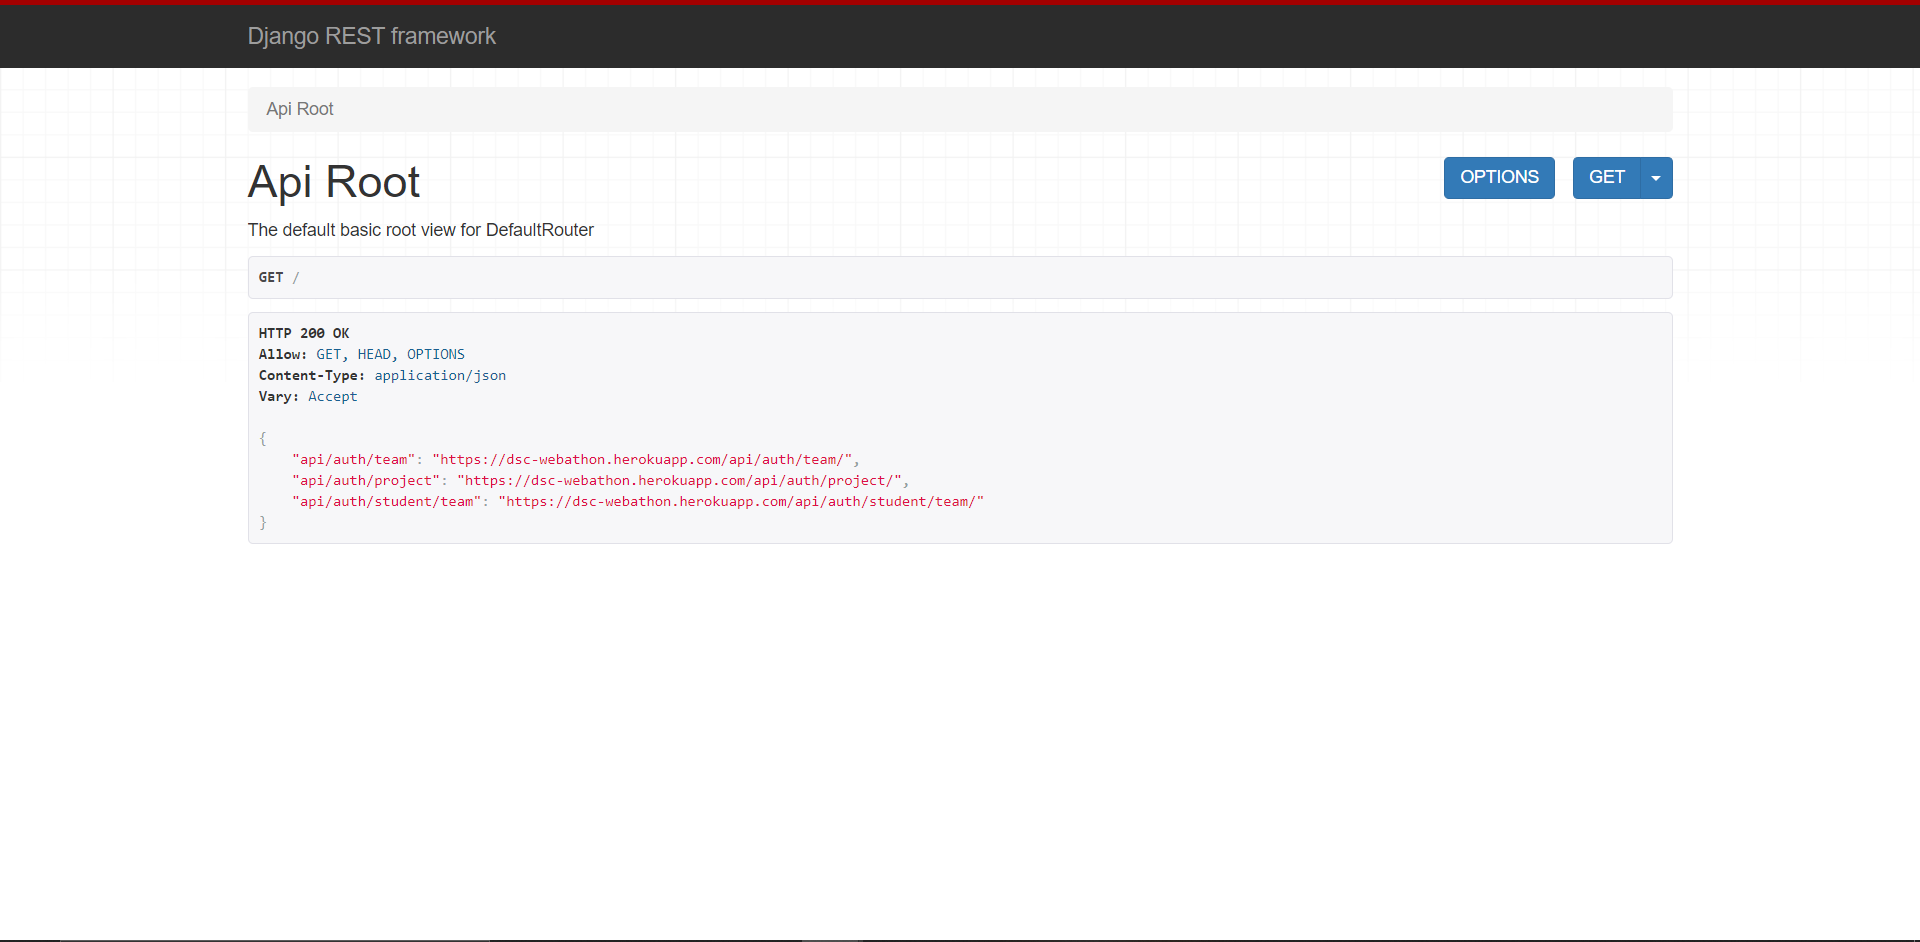 Django REST framework
Api Root
Api Root
OPTIONS
GET
The default basic root view for DefaultRouter
GET /
HTTP 200 OK
Allow: GET, HEAD, OPTIONS
Content-Type: application/json
Vary: Accept
{
    "api/auth/team": "https://dsc-webathon.herokuapp.com/api/auth/team/",
    "api/auth/project": "https://dsc-webathon.herokuapp.com/api/auth/project/",
    "api/auth/student/team": "https://dsc-webathon.herokuapp.com/api/auth/student/team/"
}